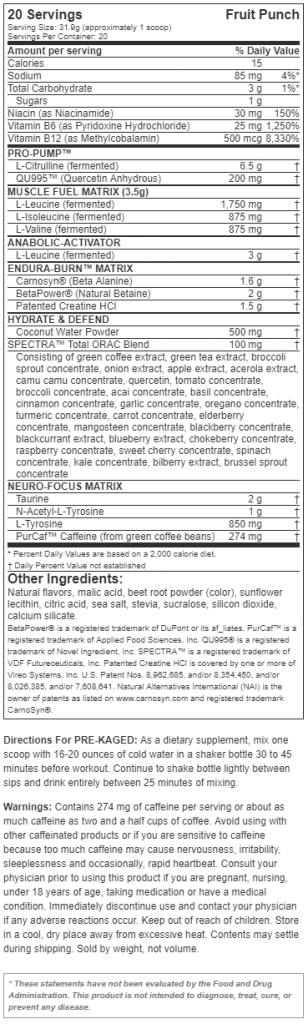 20 Servings Fruit Punch
Serving Size: 31.9g (approximately 1 scoop)
Servings Per Container: 20
Amount per serving % Daily Value
Calories 15
Sodium 85 mg 4%*
Total Carbohydrate 3 g 1%*
Sugars 1 g
Niacin (as Niacinamide) 30 mg 150%
Vitamin B6 (as Pyridoxine Hydrochloride) 25 mg 1,250%
Vitamin B12 (as Methylcobalamin) 500 mcg 8,330%
PRO-PUMP™
L-Citrulline (fermented) 6.5 g †
QU995™ (Quercetin Anhydrous) 200 mg †
MUSCLE FUEL MATRIX (3.5g)
L-Leucine (fermented) 1,750 mg †
L-Isoleucine (fermented) 875 mg †
L-Valine (fermented) 875 mg †
ANABOLIC-ACTIVATOR
L-Leucine (fermented) 3 g †
ENDURA-BURN™ MATRIX
Carnosyn® (Beta Alanine) 1.6 g †
BetaPower® (Natural Betaine) 2 g †
Patented Creatine HCl 1.5 g †
HYDRATE & DEFEND
Coconut Water Powder 500 mg †
SPECTRA™ Total ORAC Blend 100 mg †
Consisting of green coffee extract, green tea extract, broccoli
sprout concentrate, onion extract, apple extract, acerola extract,
camu camu concentrate, quercetin, tomato concentrate,
broccoli concentrate, acai concentrate, basil concentrate,
cinnamon concentrate, garlic concentrate, oregano concentrate,
turmeric concentrate, carrot concentrate, elderberry
concentrate, mangosteen concentrate, blackberry concentrate,
blackcurrant extract, blueberry extract, chokeberry concentrate,
raspberry concentrate, sweet cherry concentrate, spinach
concentrate, kale concentrate, bilberry extract, brussel sprout
concentrate
NEURO-FOCUS MATRIX
Taurine 2 g †
N-Acetyl-L-Tyrosine 1 g †
L-Tyrosine 850 mg †
PurCaf™ Caffeine (from green coffee beans) 274 mg †
* Percent Daily Values are based on a 2,000 calorie diet.
† Daily Percent Value not established
Other Ingredients:
Natural flavors, malic acid, beet root powder (color), sunflower
lecithin, citric acid, sea salt, stevia, sucralose, silicon dioxide,
calcium silicate.
BetaPower® is a registered trademark of DuPont or its af_liates. PurCaf™ is a
registered trademark of Applied Food Sciences, Inc. QU995® is a registered
trademark of Novel Ingredient, Inc. SPECTRA™ is a registered trademark of
VDF Futureceuticals, Inc. Patented Creatine HCl is covered by one or more of
Vireo Systems, Inc. U.S. Patent Nos. 8,962,685, and/or 8,354,450, and/or
8,026,385, and/or 7,608,641. Natural Alternatives International (NAI) is the
owner of patents as listed on www.carnosyn.com and registered trademark
CarnoSyn®.
Directions For PRE-KAGED: As a dietary supplement, mix one
scoop with 16-20 ounces of cold water in a shaker bottle 30 to 45
minutes before workout. Continue to shake bottle lightly between
sips and drink entirely between 25 minutes of mixing.
Warnings: Contains 274 mg of caffeine per serving or about as
much caffeine as two and a half cups of coffee. Avoid using with
other caffeinated products or if you are sensitive to caffeine
because too much caffeine may cause nervousness, irritability,
sleeplessness and occasionally, rapid heartbeat. Consult your
physician prior to using this product if you are pregnant, nursing,
under 18 years of age, taking medication or have a medical
condition. Immediately discontinue use and contact your physician
if any adverse reactions occur. Keep out of reach of children. Store
in a cool, dry place away from excessive heat. Contents may settle
during shipping. Sold by weight, not volume.
* These statements have not been evaluated by the Food and Drug
Administration. This product is not intended to diagnose, treat, cure, or
prevent any disease.